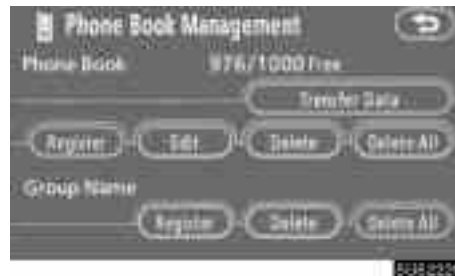 Phone Book Management
Phone Book 976/1000 Free
Transfer Data
Register Edit Delete Delete All
Group Name
Register Delete Delete All